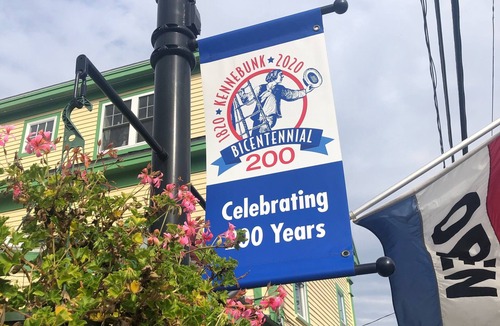 1820 ★ KENNEBUNK ★ 2020
BICENTENNIAL
200
Celebrating
00 Years
OPEN